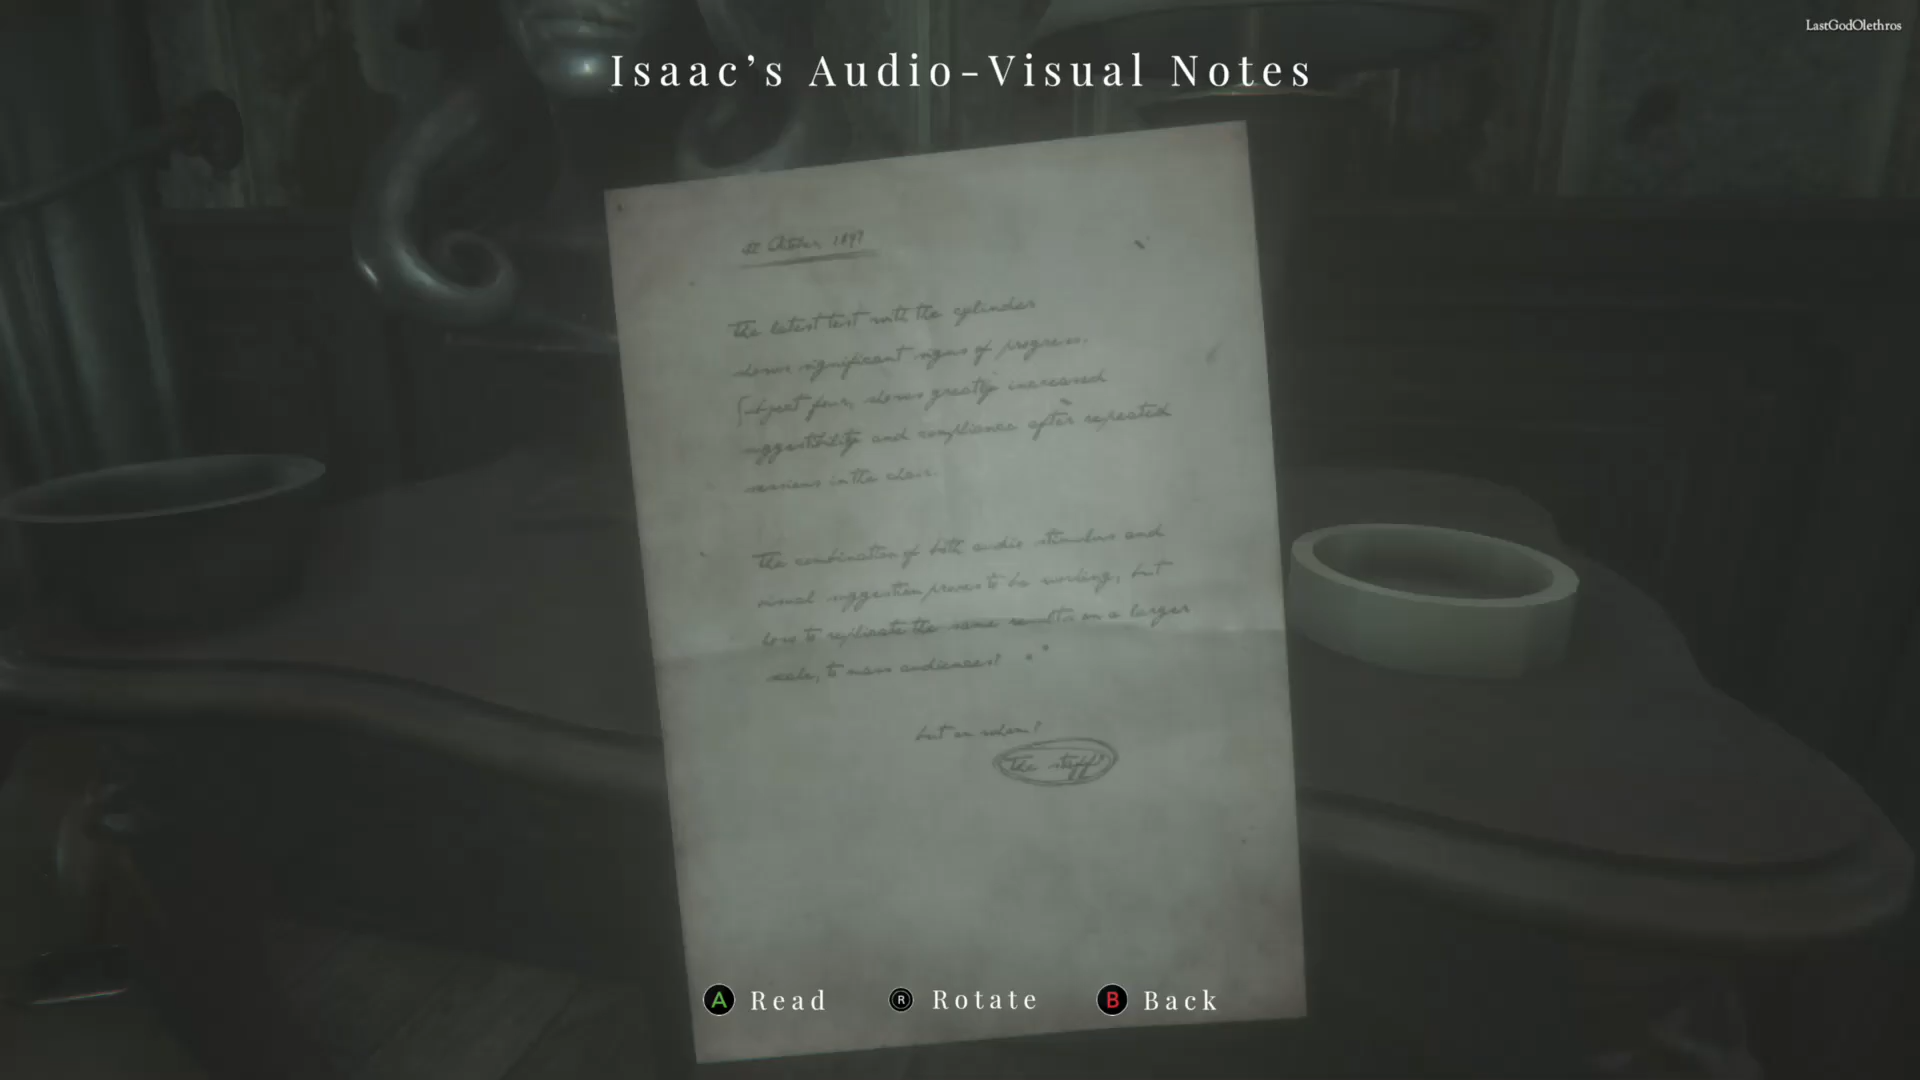 LastGodOlethros
Isaac's Audio-Visual Notes
October, 1897
The latest test with the cylinder
shows significant signs of progress.
Subject four, shows greatly increased
suggestibility and compliance after repeated
sessions in the chair.
The combination of both audio stimulus and
visual suggestion proves to be working, but
how to replicate the same results on a larger
scale, to mass audiences?
but on whom?
The staff?
A Read
R Rotate
B Back